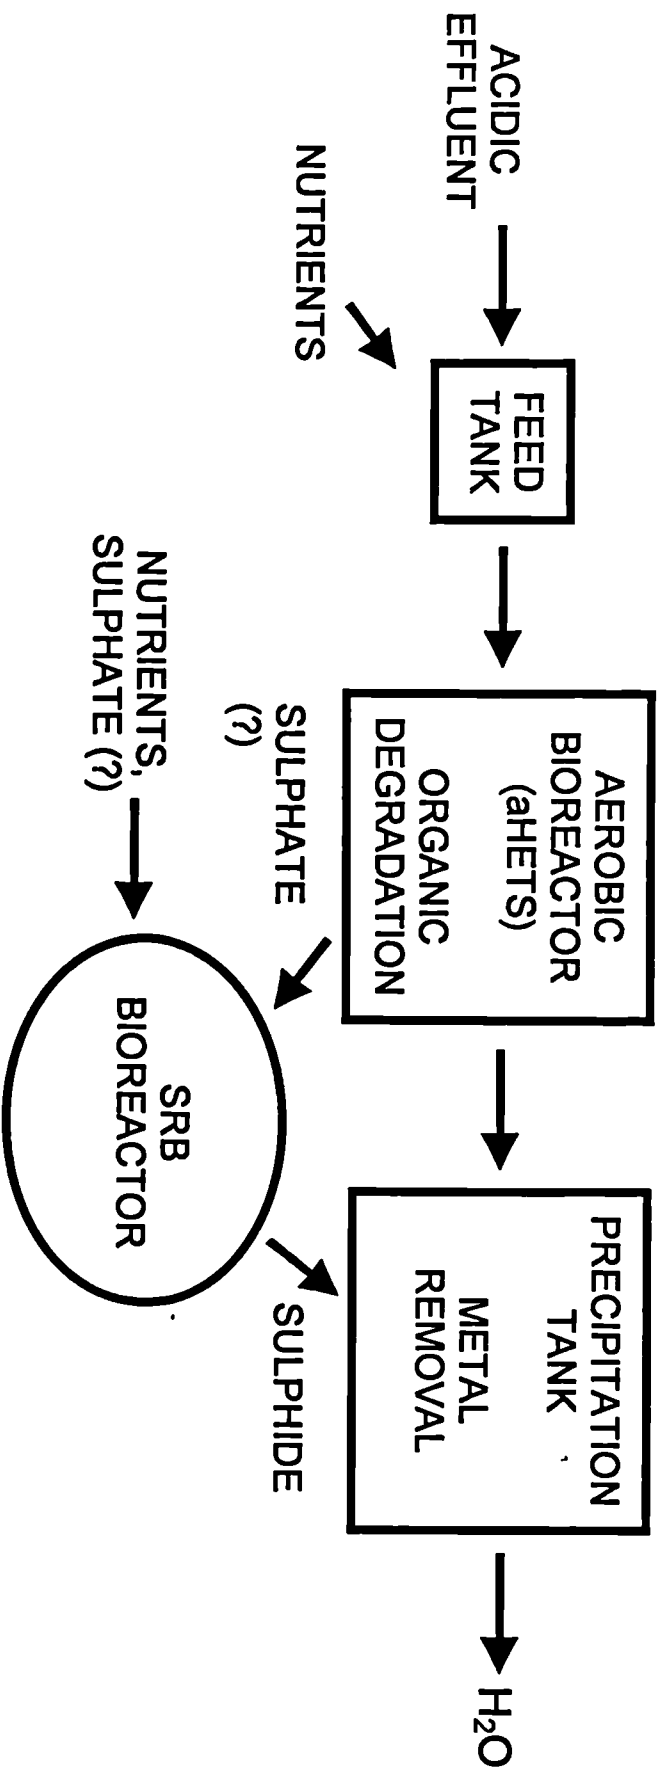 ACIDIC
EFFLUENT
NUTRIENTS
FEED
TANK
AEROBIC
BIOREACTOR
(aHETS)
ORGANIC
DEGRADATION
PRECIPITATION
TANK
METAL
REMOVAL
H₂O
SULPHATE
(?)
NUTRIENTS,
SULPHATE (?)
SRB
BIOREACTOR
SULPHIDE